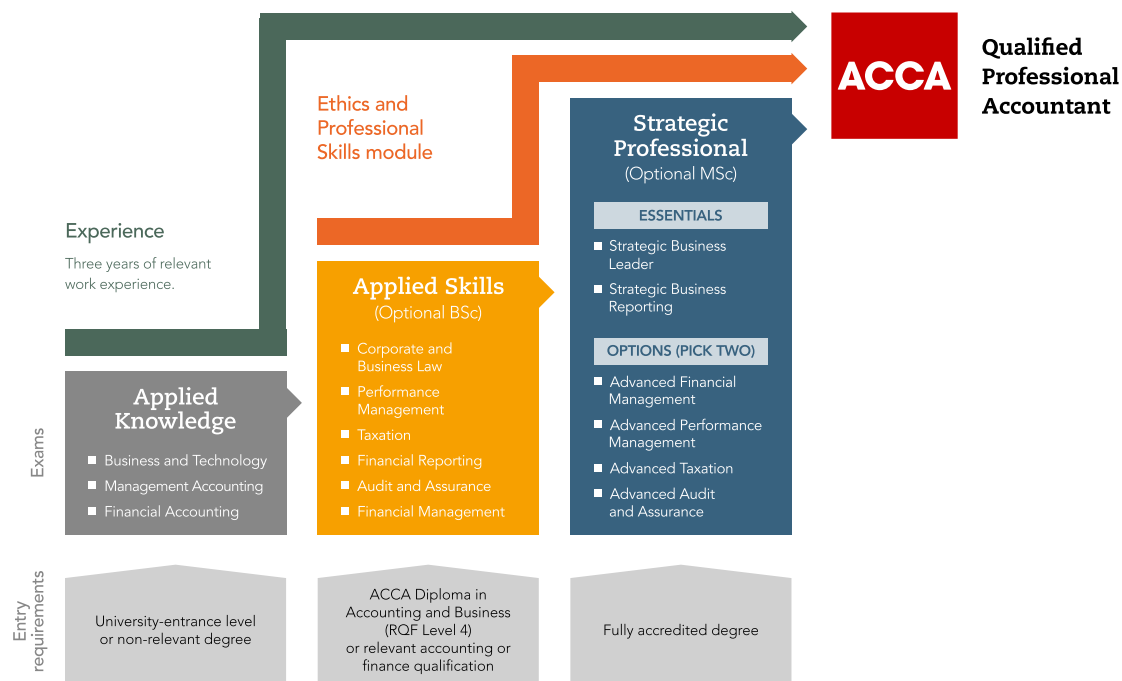 ACCA
Qualified
Professional
Accountant
Ethics and
Professional
Skills module
Experience
Three years of relevant
work experience.
Exams
Applied
Knowledge
Business and Technology
Management Accounting
Financial Accounting
Applied Skills
(Optional BSc)
Corporate and
Business Law
Performance
Management
Taxation
Financial Reporting
Audit and Assurance
Financial Management
Strategic
Professional
(Optional MSc)
ESSENTIALS
Strategic Business
Leader
Strategic Business
Reporting
OPTIONS (PICK TWO)
Advanced Financial
Management
Advanced Performance
Management
Advanced Taxation
Advanced Audit
and Assurance
Entry
requirements
University-entrance level
or non-relevant degree
ACCA Diploma in
Accounting and Business
(RQF Level 4)
or relevant accounting or
finance qualification
Fully accredited degree